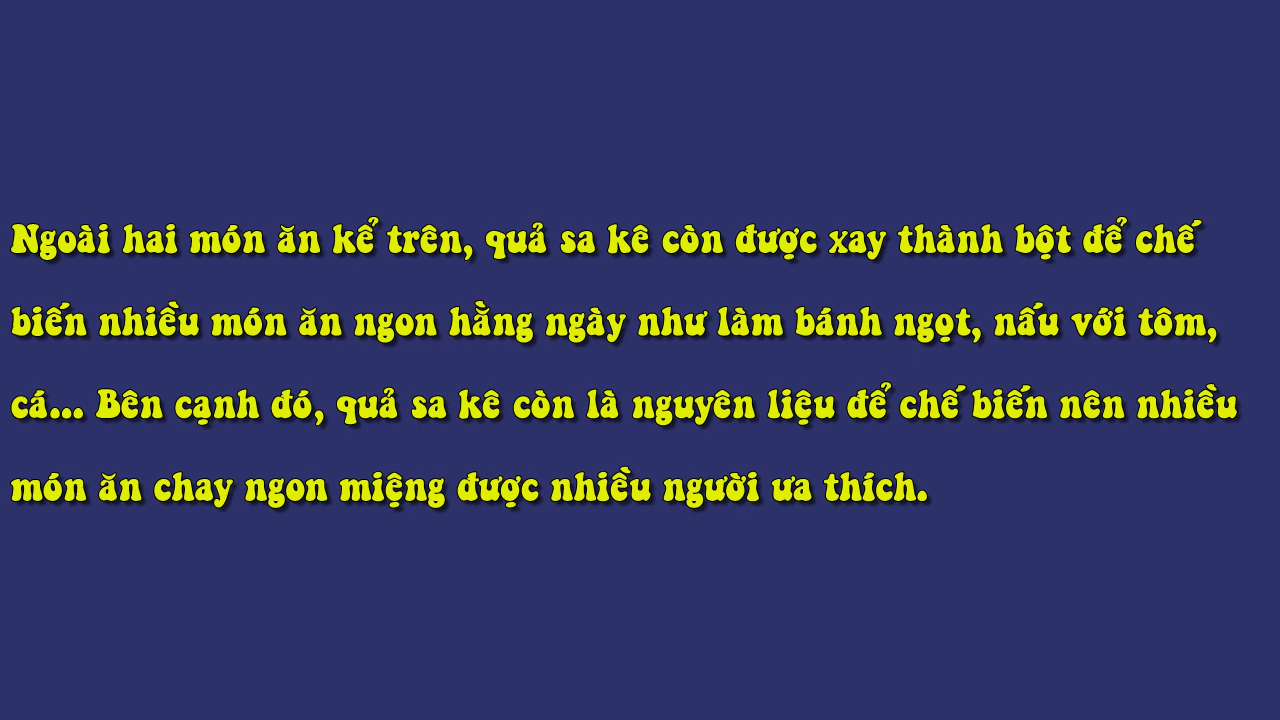 Ngoài hai món ăn kể trên, quả sa kê còn được xay thành bột để chế
biến nhiều món ăn ngon hằng ngày như làm bánh ngọt, nấu với tôm,
cá... Bên cạnh đó, quả sa kê còn là nguyên liệu để chế biến nên nhiều
món ăn chay ngon miệng được nhiều người ưa thích.